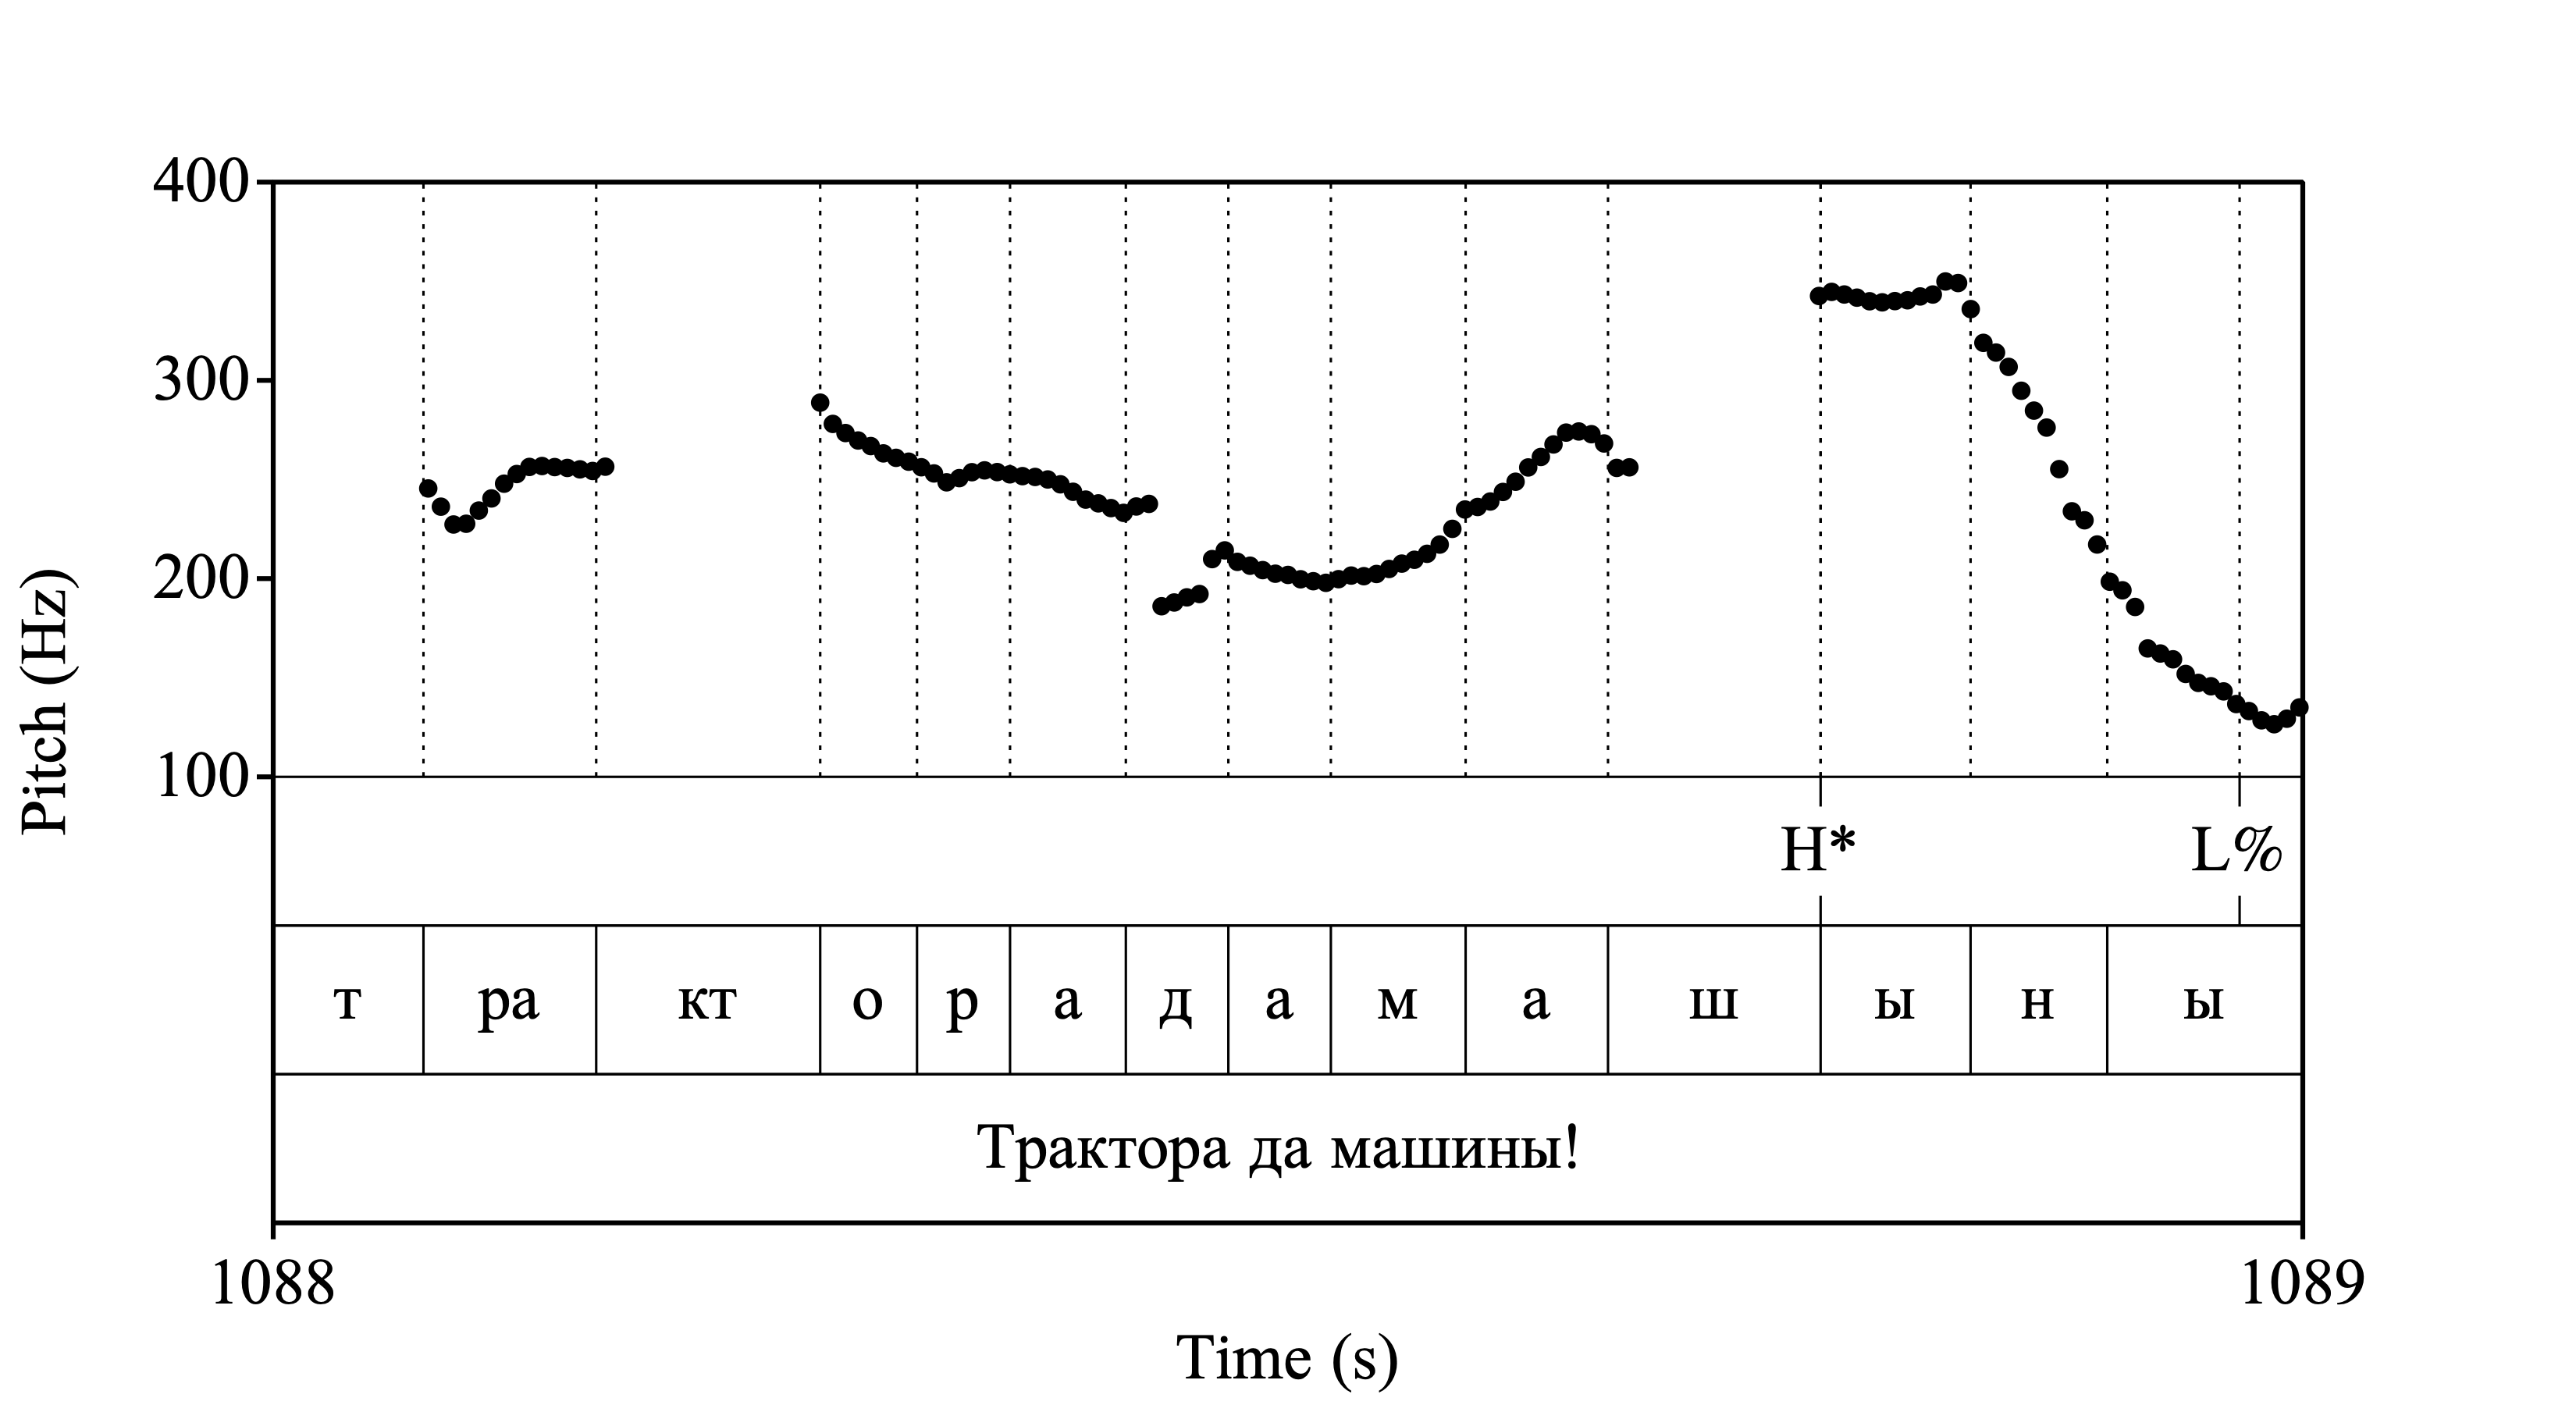 400
300
200
100
Pitch (Hz)
H* L%
т ра кт о р а д а м а ш ы н ы
Трактора да машины!
1088 1089
Time (s)